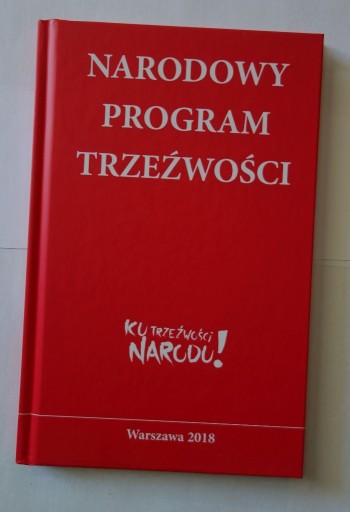 NARODOWY
PROGRAM
TRZEŹWOŚCI
KU TRZEŹWOŚCI
NARODU!
Warszawa 2018